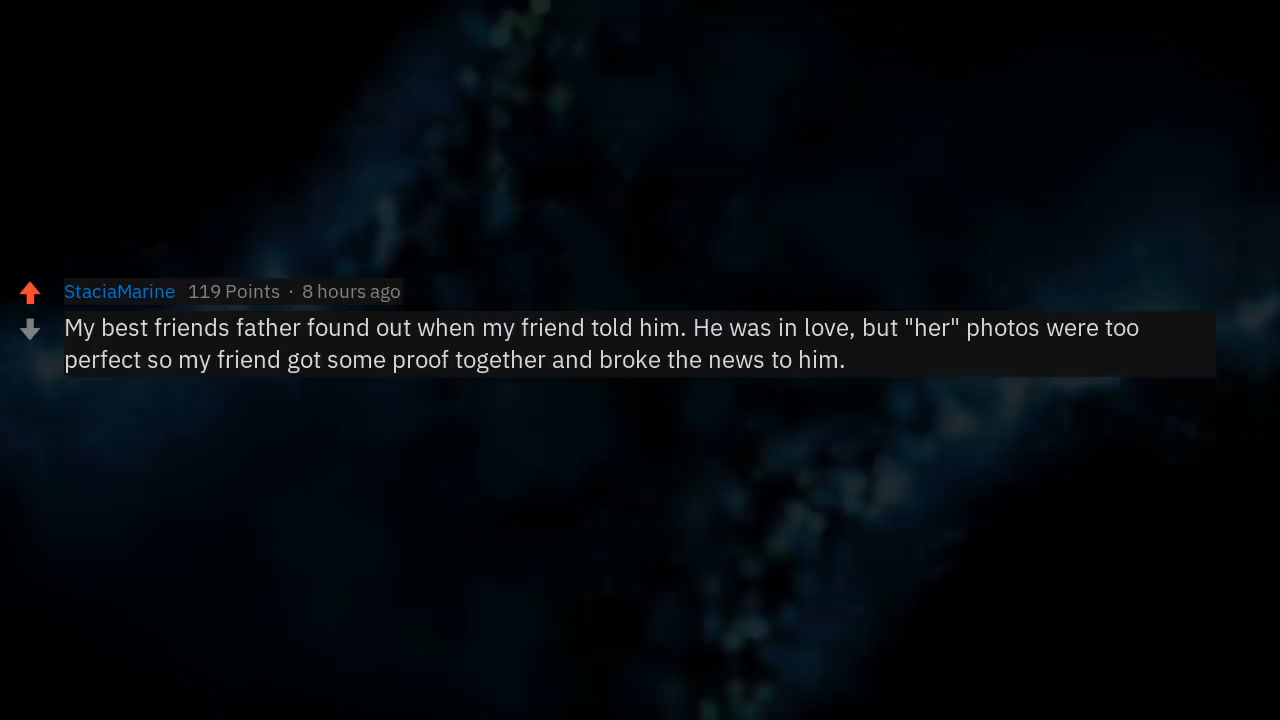 StaciaMarine 119 Points · 8 hours ago
My best friends father found out when my friend told him. He was in love, but "her" photos were too
perfect so my friend got some proof together and broke the news to him.